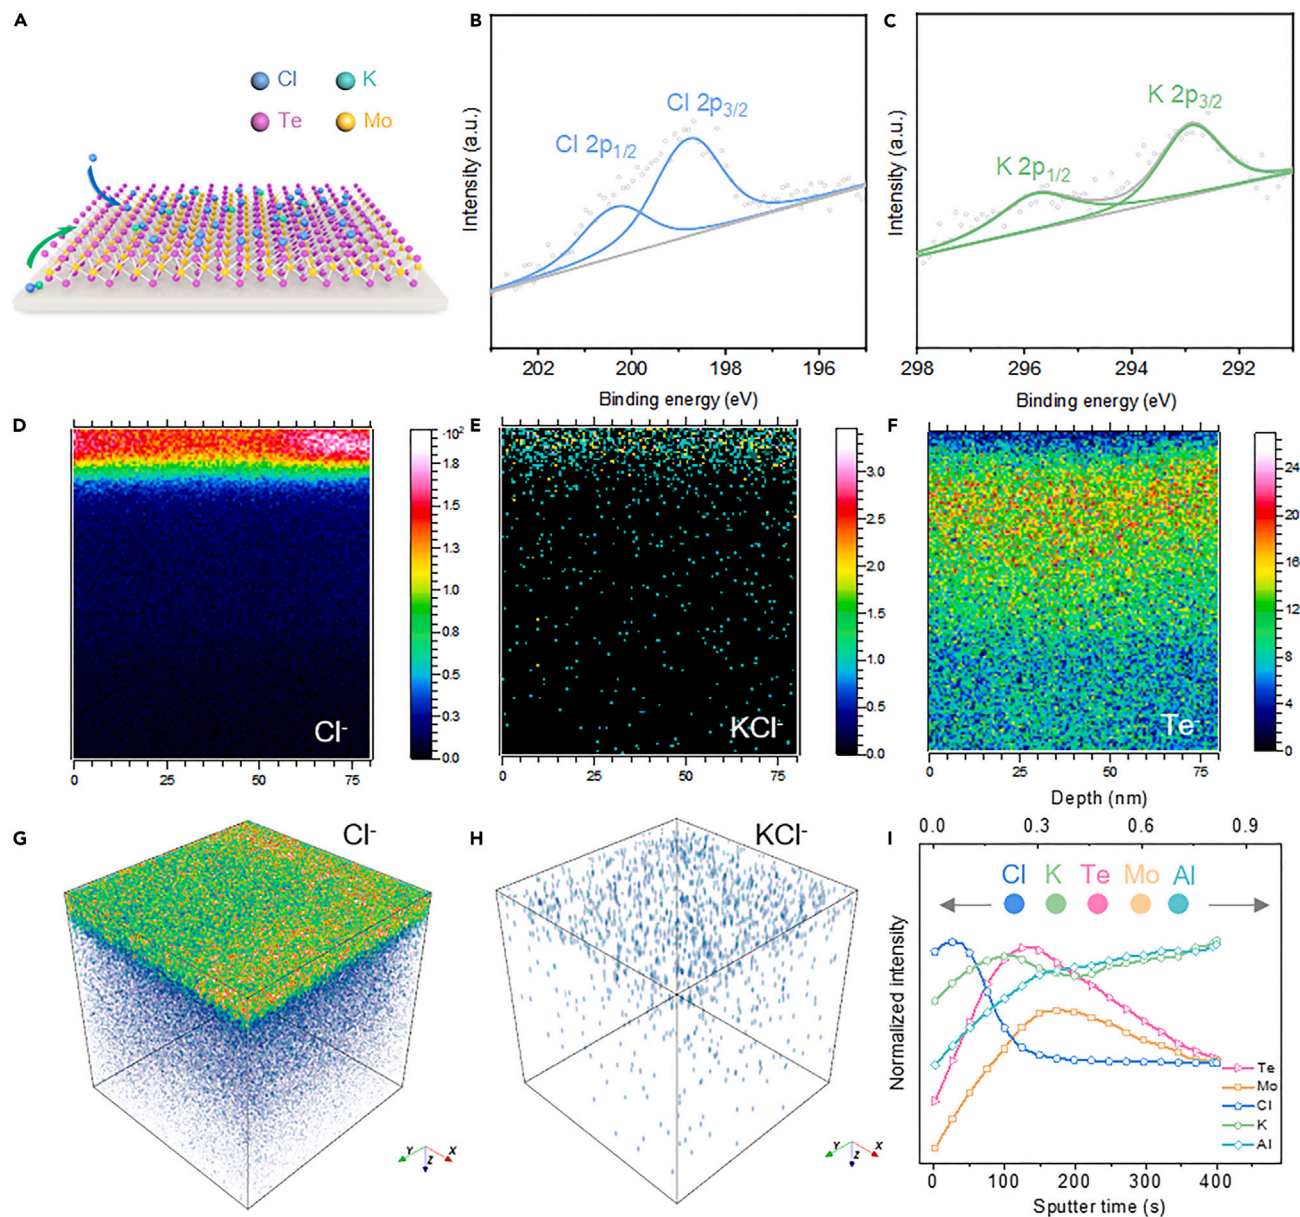 A
Cl
K
Te
Mo
B
Intensity (a.u.)
Cl 2p1/2
Cl 2p3/2
202
200
198
196
Binding energy (eV)
C
Intensity (a.u.)
K 2p1/2
K 2p3/2
298
296
294
292
Binding energy (eV)
D
·10²
1.8
1.5
1.3
1.0
0.8
0.5
0.3
0.0
Cl-
0
25
50
75
E
3.0
2.5
2.0
1.5
1.0
0.5
0.0
KCl-
0
25
50
75
F
24
20
16
12
8
4
0
Te-
0
25
50
75
G
Cl-
Y
X
Z
H
KCl-
Y
X
Z
I
Depth (nm)
0.0
0.3
0.6
0.9
Cl
K
Te
Mo
Al
Normalized intensity
Te
Mo
Cl
K
Al
0
100
200
300
400
Sputter time (s)